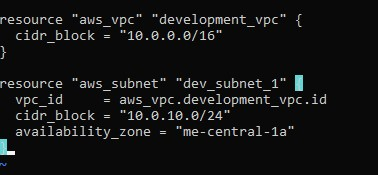 resource "aws_vpc" "development_vpc" {
  cidr_block = "10.0.0.0/16"
}

resource "aws_subnet" "dev_subnet_1" {
  vpc_id     = aws_vpc.development_vpc.id
  cidr_block = "10.0.10.0/24"
  availability_zone = "me-central-1a"
}
~